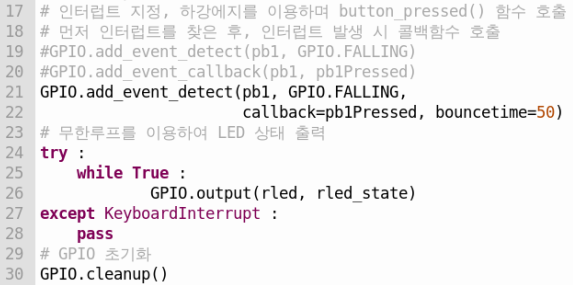 17 # 인터럽트 지정, 하강에지를 이용하며 button_pressed() 함수 호출
18 # 먼저 인터럽트를 찾은 후, 인터럽트 발생 시 콜백함수 호출
19 #GPIO.add_event_detect(pb1, GPIO.FALLING)
20 #GPIO.add_event_callback(pb1, pb1Pressed)
21 GPIO.add_event_detect(pb1, GPIO.FALLING,
22                       callback=pb1Pressed, bouncetime=50)
23 # 무한루프를 이용하여 LED 상태 출력
24 try :
25     while True :
26             GPIO.output(rled, rled_state)
27 except KeyboardInterrupt :
28     pass
29 # GPIO 초기화
30 GPIO.cleanup()